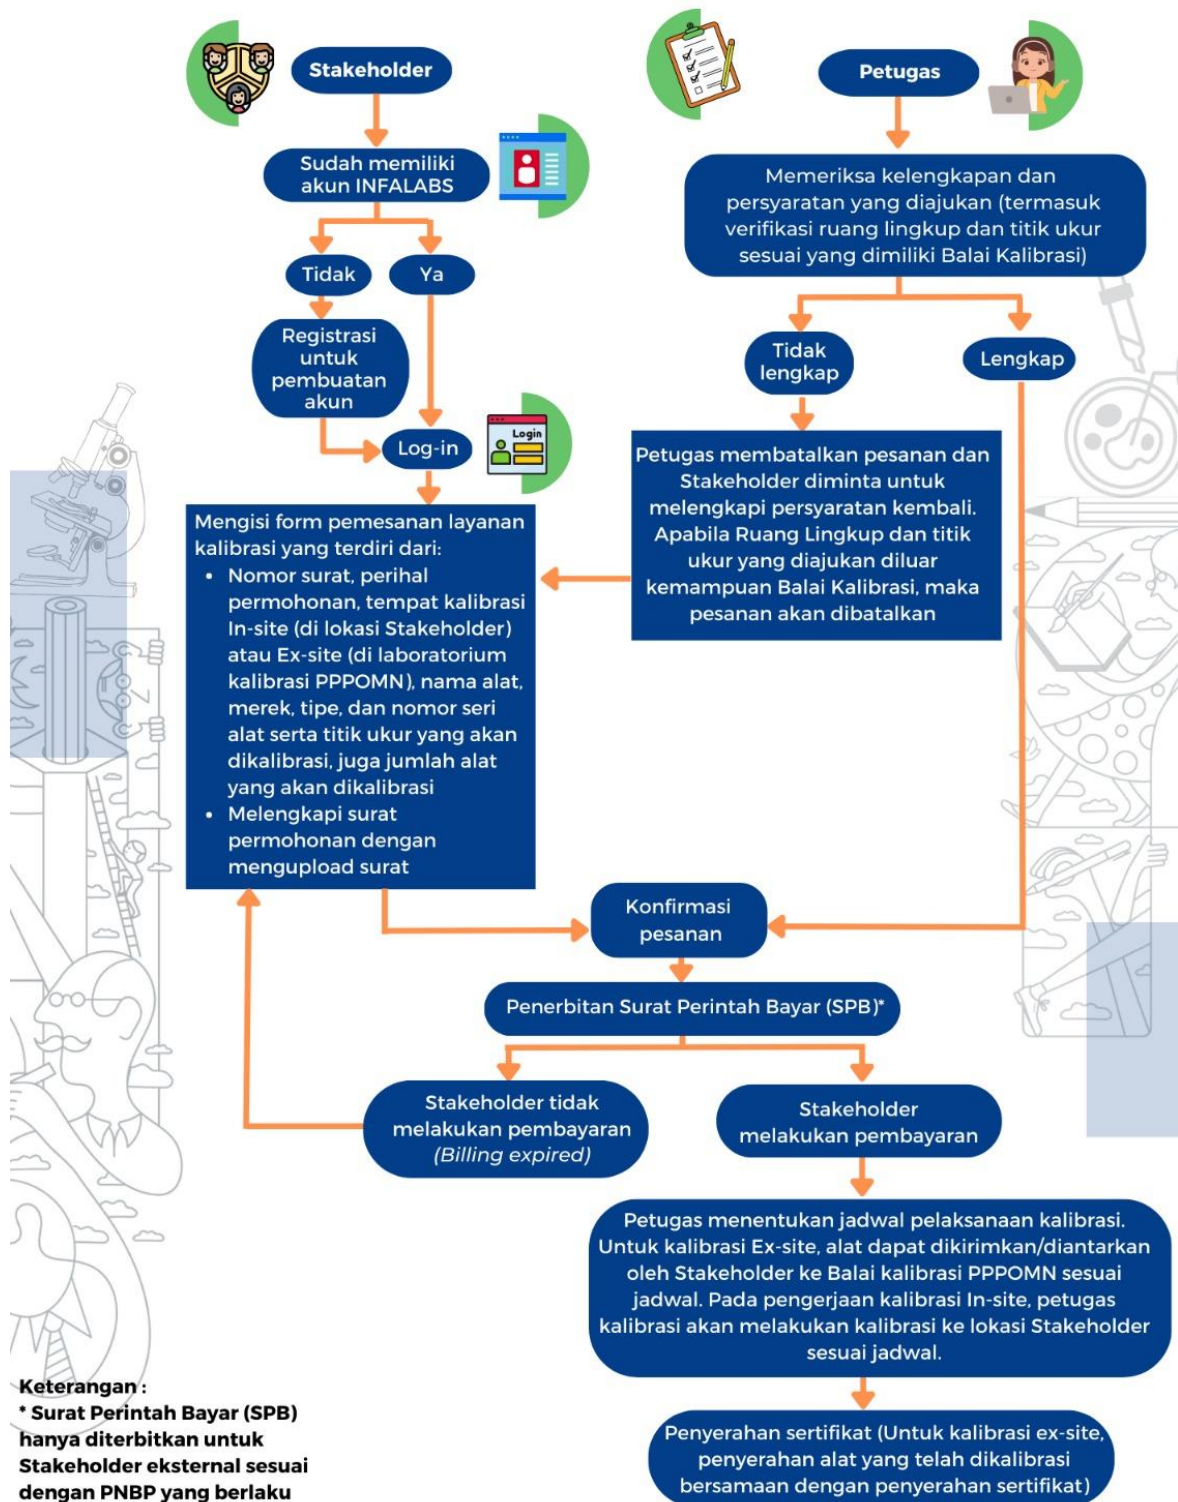 Stakeholder
Sudah memiliki
akun INFALABS
Tidak
Ya
Registrasi
untuk
pembuatan
akun
Login
Log-in
Mengisi form pemesanan layanan
kalibrasi yang terdiri dari:
• Nomor surat, perihal
permohonan, tempat kalibrasi
In-site (di lokasi Stakeholder)
atau Ex-site (di laboratorium
kalibrasi PPPOMN), nama alat,
merek, tipe, dan nomor seri
alat serta titik ukur yang akan
dikalibrasi, juga jumlah alat
yang akan dikalibrasi
• Melengkapi surat
permohonan dengan
mengupload surat
Petugas
Memeriksa kelengkapan dan
persyaratan yang diajukan (termasuk
verifikasi ruang lingkup dan titik ukur
sesuai yang dimiliki Balai Kalibrasi)
Tidak
lengkap
Lengkap
Petugas membatalkan pesanan dan
Stakeholder diminta untuk
melengkapi persyaratan kembali.
Apabila Ruang Lingkup dan titik
ukur yang diajukan diluar
kemampuan Balai Kalibrasi, maka
pesanan akan dibatalkan
Konfirmasi
pesanan
Penerbitan Surat Perintah Bayar (SPB)*
Stakeholder tidak
melakukan pembayaran
(Billing expired)
Stakeholder
melakukan pembayaran
Petugas menentukan jadwal pelaksanaan kalibrasi.
Untuk kalibrasi Ex-site, alat dapat dikirimkan/diantarkan
oleh Stakeholder ke Balai kalibrasi PPPOMN sesuai
jadwal. Pada pengerjaan kalibrasi In-site, petugas
kalibrasi akan melakukan kalibrasi ke lokasi Stakeholder
sesuai jadwal.
Penyerahan sertifikat (Untuk kalibrasi ex-site,
penyerahan alat yang telah dikalibrasi
bersamaan dengan penyerahan sertifikat)
Keterangan :
* Surat Perintah Bayar (SPB)
hanya diterbitkan untuk
Stakeholder eksternal sesuai
dengan PNBP yang berlaku